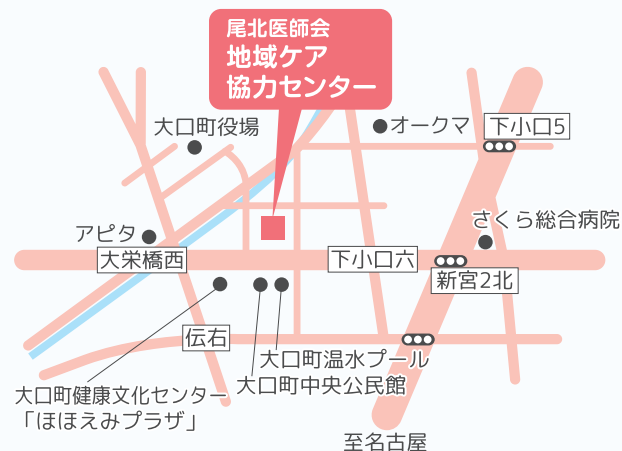 尾北医師会
地域ケア
協力センター
大口町役場
オークマ
下小口5
アピタ
さくら総合病院
大栄橋西
下小口六
新宮2北
伝右
大口町温水プール
大口町中央公民館
大口町健康文化センター
「ほほえみプラザ」
至名古屋